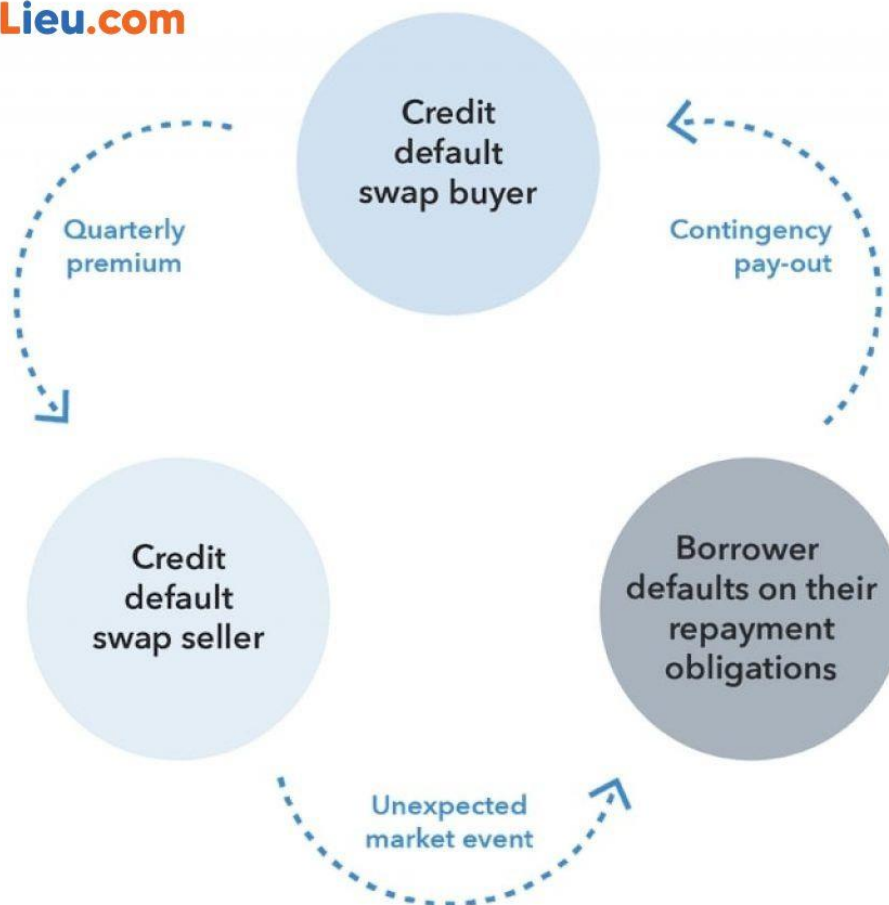 Lieu.com
Credit
default
swap buyer
Quarterly
premium
Contingency
pay-out
Credit
default
swap seller
Borrower
defaults on their
repayment
obligations
Unexpected
market event